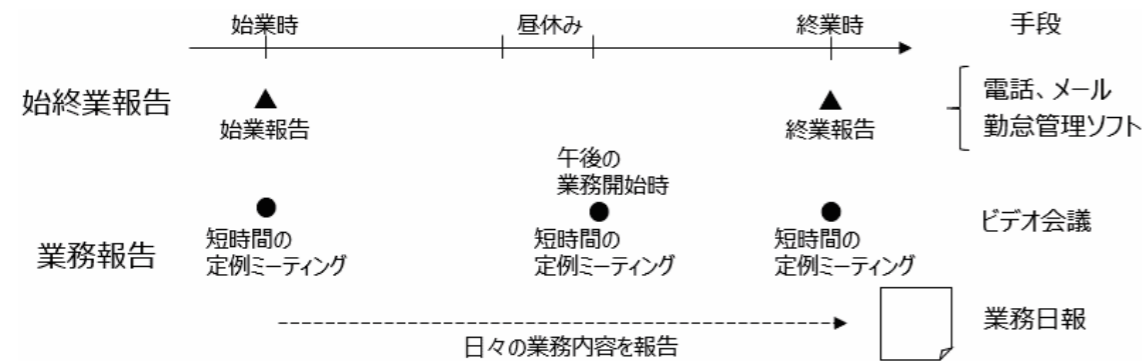 始業時
昼休み
終業時
手段
始終業報告
始業報告
終業報告
電話、メール
勤怠管理ソフト
午後の
業務開始時
業務報告
短時間の
定例ミーティング
短時間の
定例ミーティング
短時間の
定例ミーティング
ビデオ会議
日々の業務内容を報告
業務日報